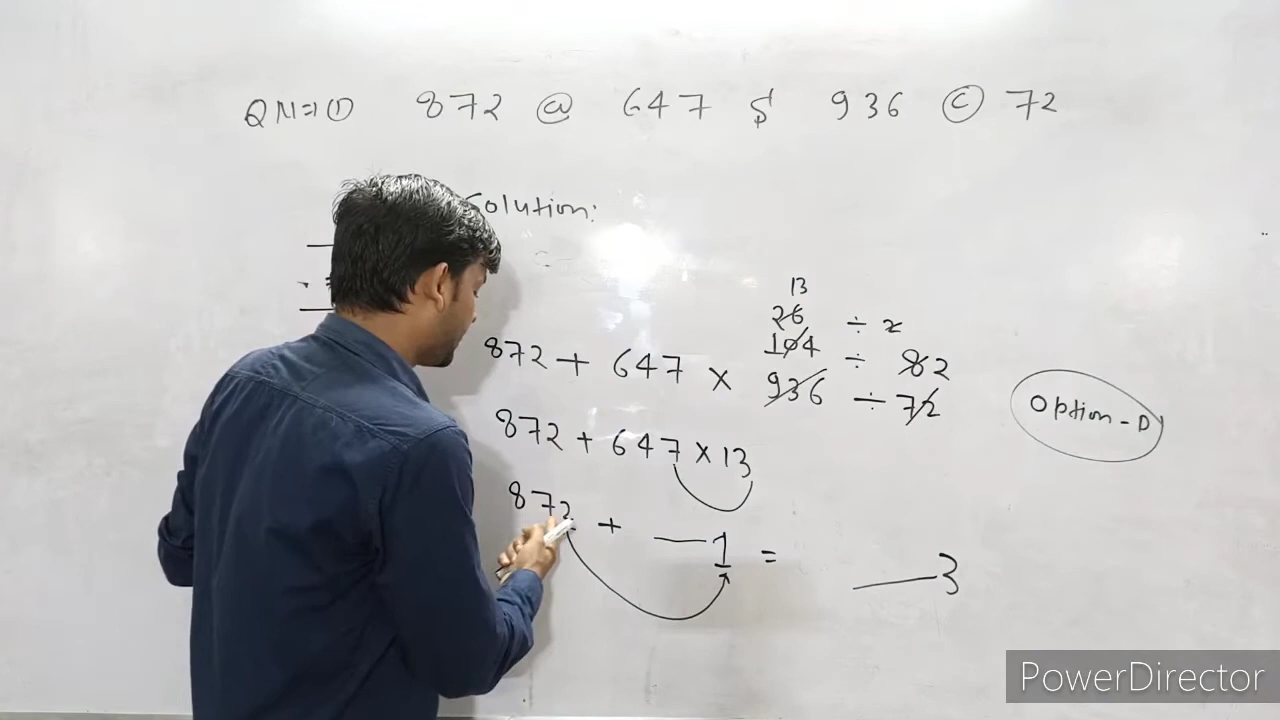 QN=① 872 @ 647 $ 936 © 72
Solution:
13
26 ÷ 2
104 ÷ 82
872 + 647 × 936 ÷ 72
Option-D
872 + 647 × 13
872 + —1 = —3
PowerDirector